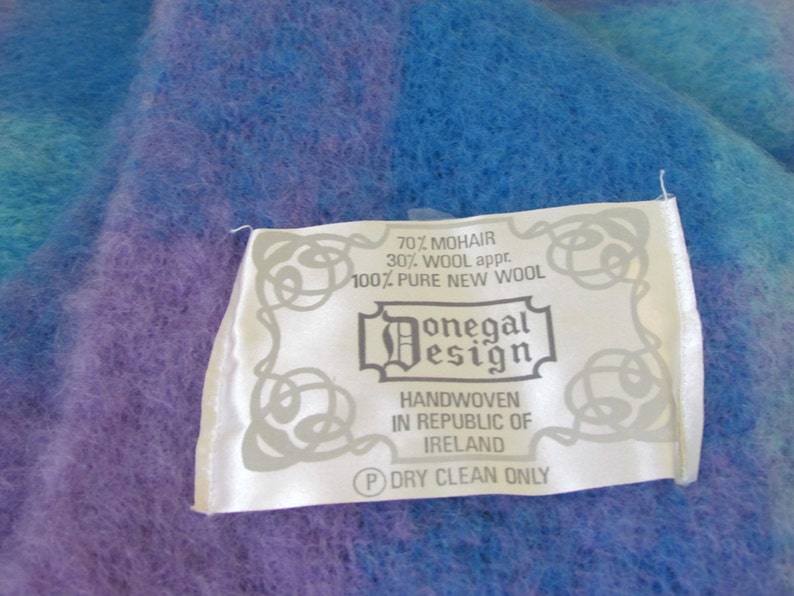 70% MOHAIR
30% WOOL appr.
100% PURE NEW WOOL
Donegal
Design
HANDWOVEN
IN REPUBLIC OF
IRELAND
P DRY CLEAN ONLY